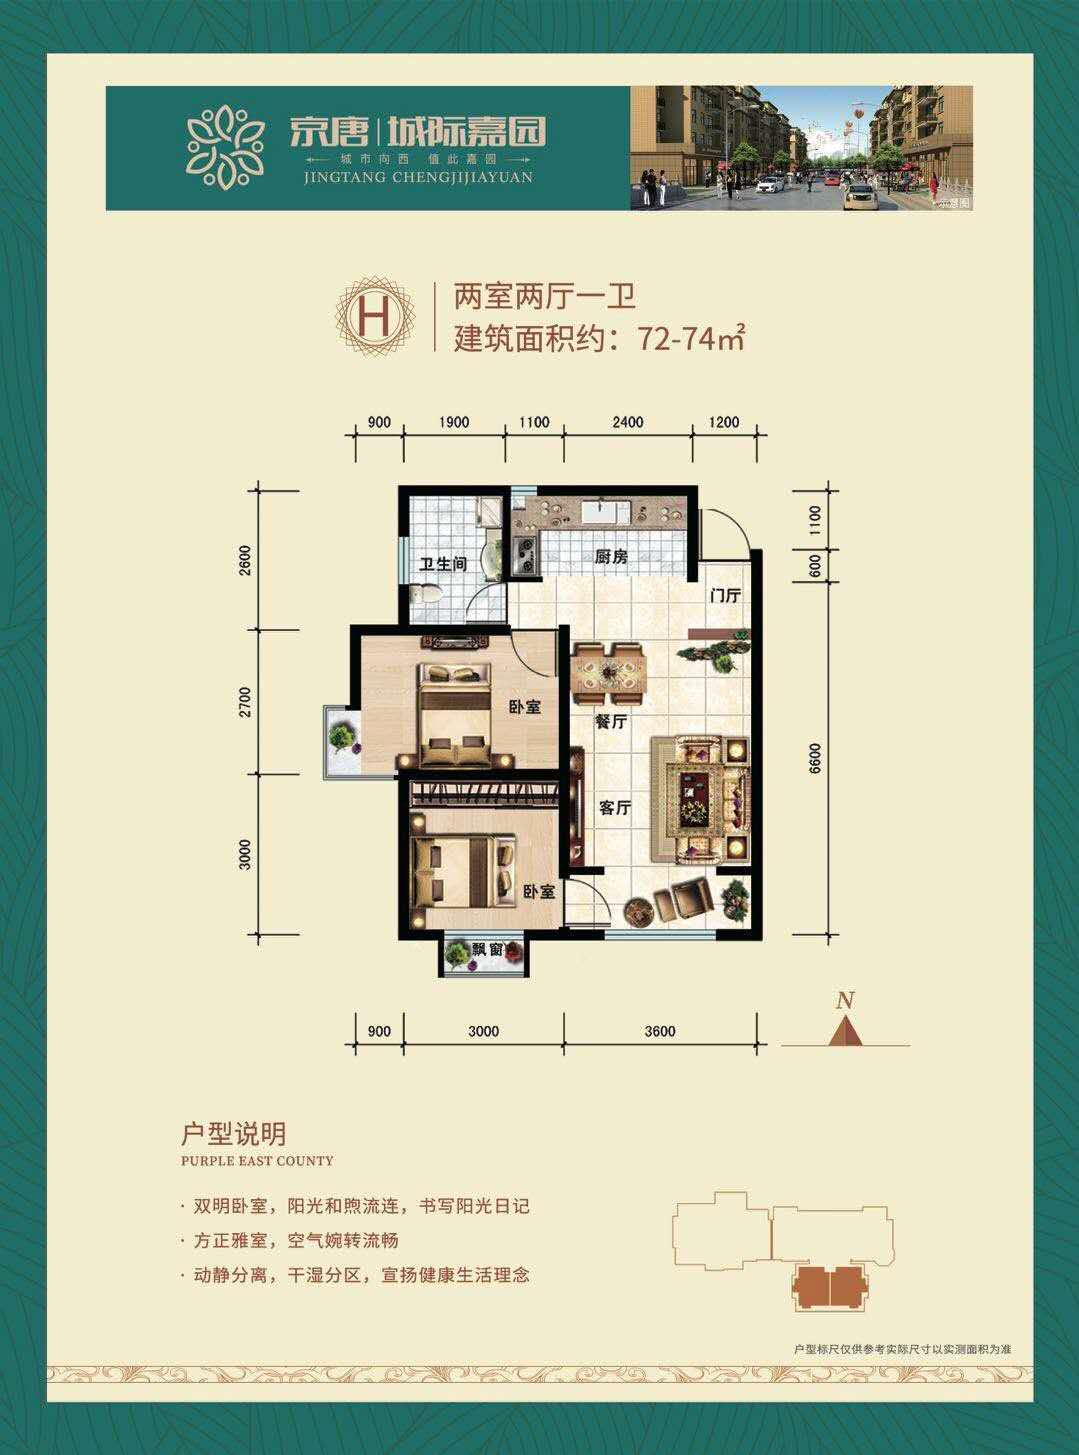 京唐|城际嘉园
城市向西 值此嘉园
JINGTANG CHENGJIJIAYUAN
示意图
H
两室两厅一卫
建筑面积约：72-74㎡
900 1900 1100 2400 1200
2600
2700
3000
1100
600
6600
卫生间
厨房
门厅
卧室
餐厅
客厅
卧室
飘窗
900 3000 3600
N
户型说明
PURPLE EAST COUNTY
· 双明卧室，阳光和煦流连，书写阳光日记
· 方正雅室，空气婉转流畅
· 动静分离，干湿分区，宣扬健康生活理念
户型标尺仅供参考实际尺寸以实测面积为准